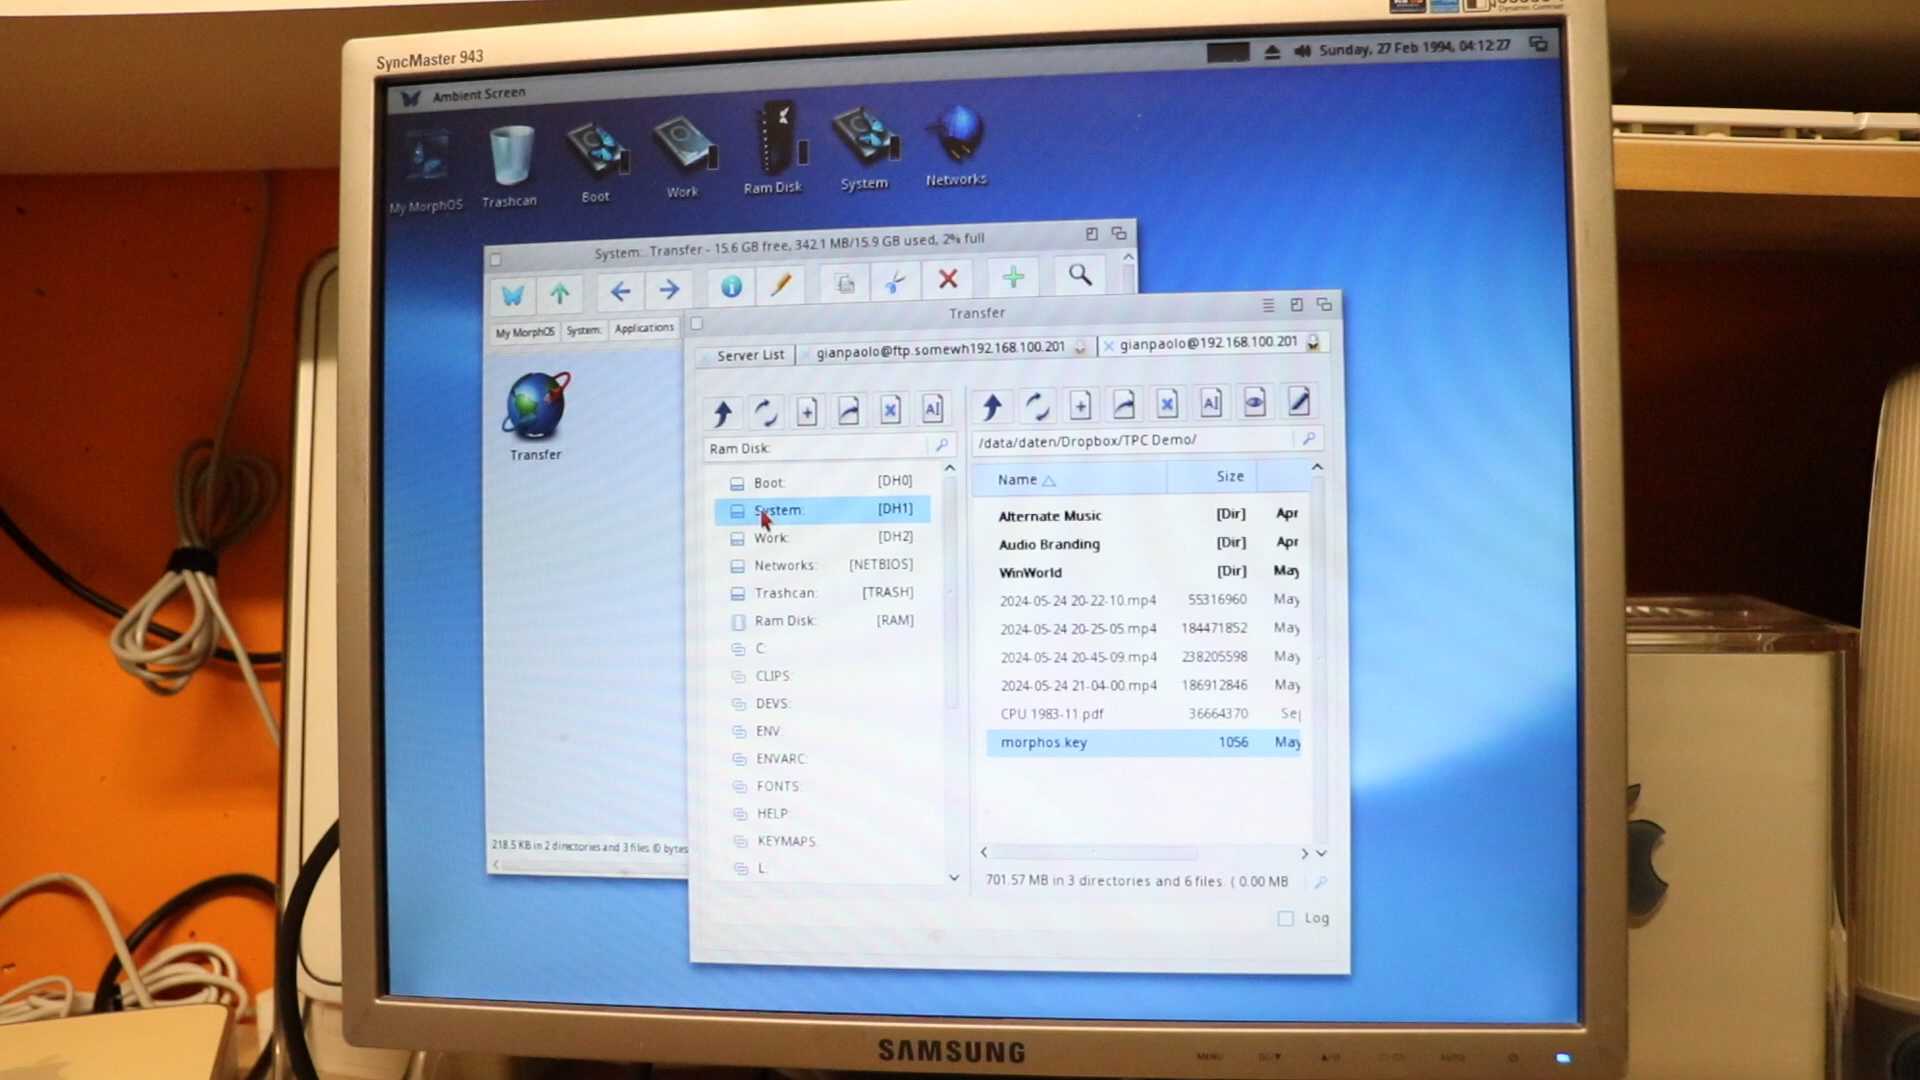 SyncMaster 943
Ambient Screen
Sunday, 27 Feb 1994, 04:12:27
My MorphOS
Trashcan
Boot
Work
Ram Disk
System
Networks
System:. Transfer - 15.6 GB free, 342.1 MB/15.9 GB used, 2% full
My MorphOS
System:
Applications
Transfer
218.5 KB in 2 directories and 3 files.
Transfer
Server List
gianpaolo@ftp.somewh192.168.100.201
gianpaolo@192.168.100.201
Ram Disk:
Boot: [DH0]
System: [DH1]
Work: [DH2]
Networks: [NETBIOS]
Trashcan: [TRASH]
Ram Disk: [RAM]
C:
CLIPS:
DEVS:
ENV:
ENVARC:
FONTS:
HELP:
KEYMAPS:
L:
/data/daten/Dropbox/TPC Demo/
Name Size
Alternate Music [Dir] Apr
Audio Branding [Dir] Apr
WinWorld [Dir] May
2024-05-24 20-22-10.mp4 55316960 May
2024-05-24 20-25-05.mp4 184471852 May
2024-05-24 20-45-09.mp4 238205598 May
2024-05-24 21-04-00.mp4 186912846 May
CPU 1983-11.pdf 36664370 Sep
morphos.key 1056 May
701.57 MB in 3 directories and 6 files. ( 0.00 MB
Log
SAMSUNG
MENU
AUTO